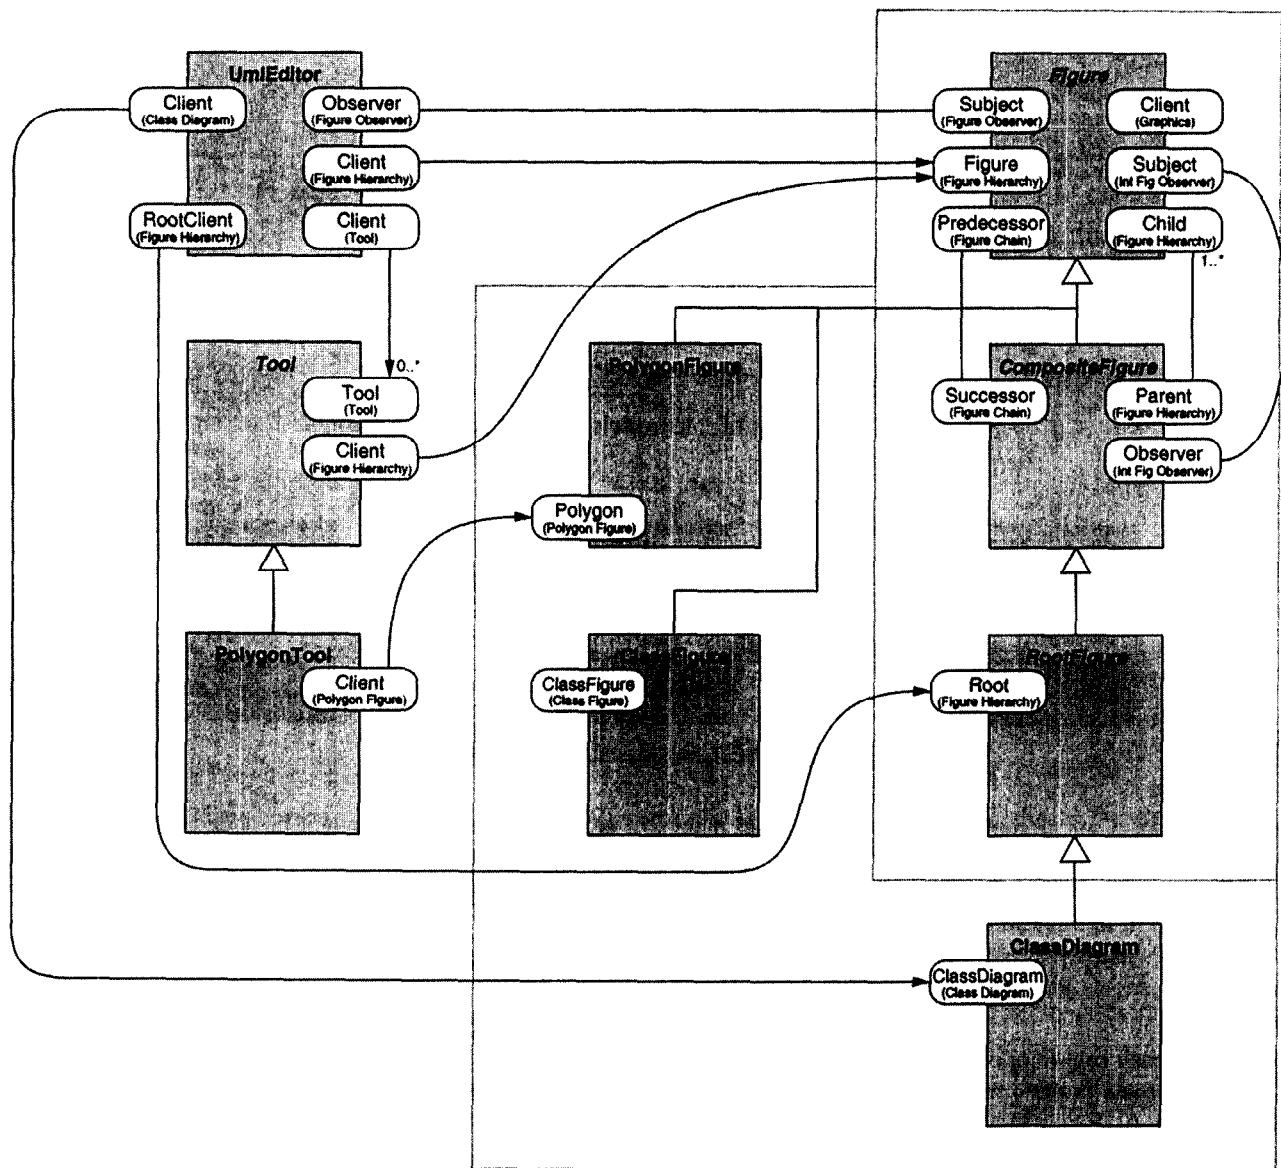 UmlEditor
Client
(Class Diagram)
Observer
(Figure Observer)
Client
(Figure Hierarchy)
RootClient
(Figure Hierarchy)
Client
(Tool)
Figure
Subject
(Figure Observer)
Client
(Graphics)
Figure
(Figure Hierarchy)
Subject
(Int Fig Observer)
Predecessor
(Figure Chain)
Child
(Figure Hierarchy)
1..*
Tool
0..*
Tool
(Tool)
Client
(Figure Hierarchy)
PolygonFigure
Polygon
(Polygon Figure)
CompositeFigure
Successor
(Figure Chain)
Parent
(Figure Hierarchy)
Observer
(Int Fig Observer)
PolygonTool
Client
(Polygon Figure)
ClassFigure
ClassFigure
(Class Figure)
RootFigure
Root
(Figure Hierarchy)
ClassDiagram
ClassDiagram
(Class Diagram)